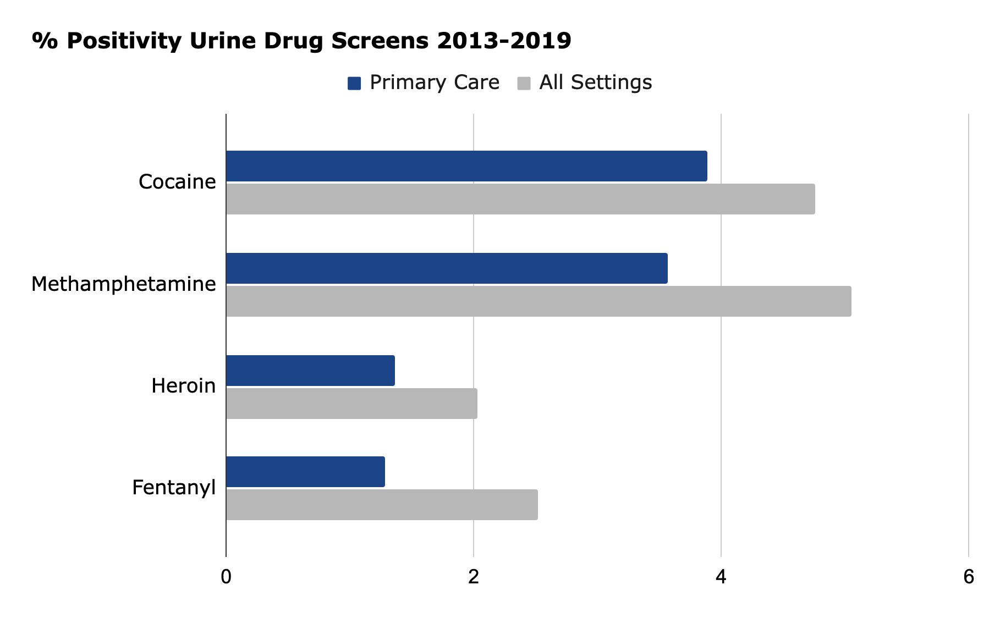 % Positivity Urine Drug Screens 2013-2019
Primary Care All Settings
Cocaine
Methamphetamine
Heroin
Fentanyl
0 2 4 6